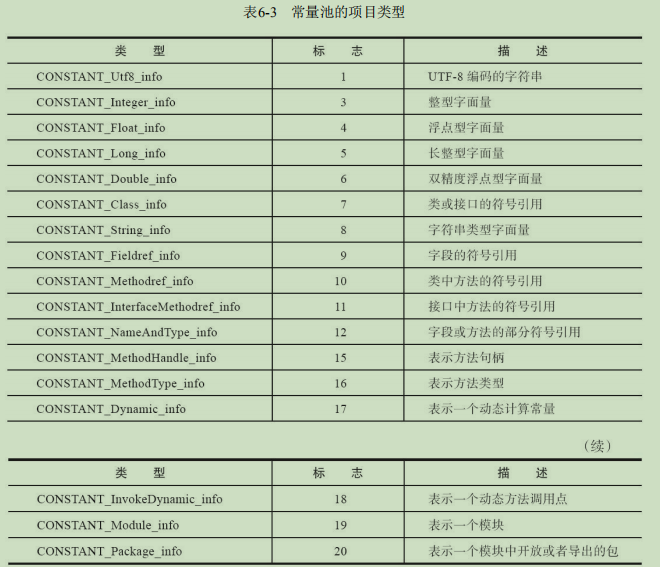 表6-3 常量池的项目类型
类 型 标 志 描 述
CONSTANT_Utf8_info 1 UTF-8 编码的字符串
CONSTANT_Integer_info 3 整型字面量
CONSTANT_Float_info 4 浮点型字面量
CONSTANT_Long_info 5 长整型字面量
CONSTANT_Double_info 6 双精度浮点型字面量
CONSTANT_Class_info 7 类或接口的符号引用
CONSTANT_String_info 8 字符串类型字面量
CONSTANT_Fieldref_info 9 字段的符号引用
CONSTANT_Methodref_info 10 类中方法的符号引用
CONSTANT_InterfaceMethodref_info 11 接口中方法的符号引用
CONSTANT_NameAndType_info 12 字段或方法的部分符号引用
CONSTANT_MethodHandle_info 15 表示方法句柄
CONSTANT_MethodType_info 16 表示方法类型
CONSTANT_Dynamic_info 17 表示一个动态计算常量
（续）
类 型 标 志 描 述
CONSTANT_InvokeDynamic_info 18 表示一个动态方法调用点
CONSTANT_Module_info 19 表示一个模块
CONSTANT_Package_info 20 表示一个模块中开放或者导出的包